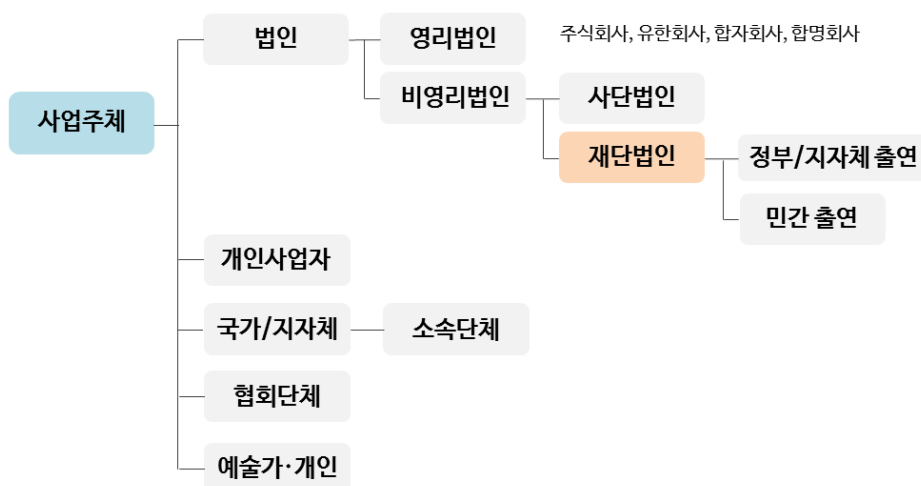 법인
영리법인
주식회사, 유한회사, 합자회사, 합명회사
비영리법인
사단법인
사업주체
재단법인
정부/지자체 출연
민간 출연
개인사업자
국가/지자체
소속단체
협회단체
예술가·개인